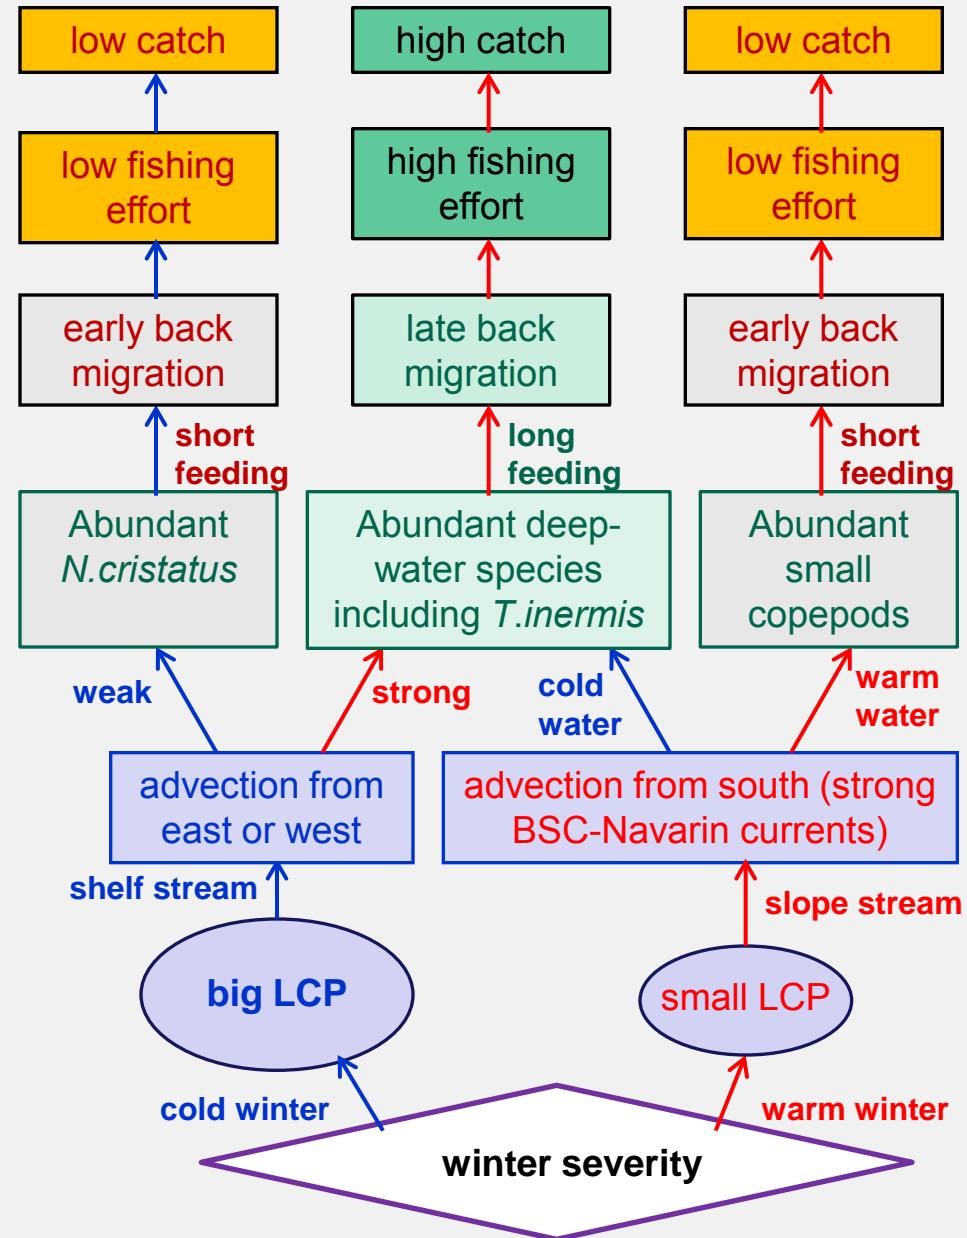 low catch
high catch
low catch
low fishing
effort
high fishing
effort
low fishing
effort
early back
migration
late back
migration
early back
migration
short
feeding
long
feeding
short
feeding
Abundant
N.cristatus
Abundant deep-
water species
including T.inermis
Abundant
small
copepods
weak
strong
cold
water
warm
water
advection from
east or west
advection from south (strong
BSC-Navarin currents)
shelf stream
slope stream
big LCP
small LCP
cold winter
warm winter
winter severity